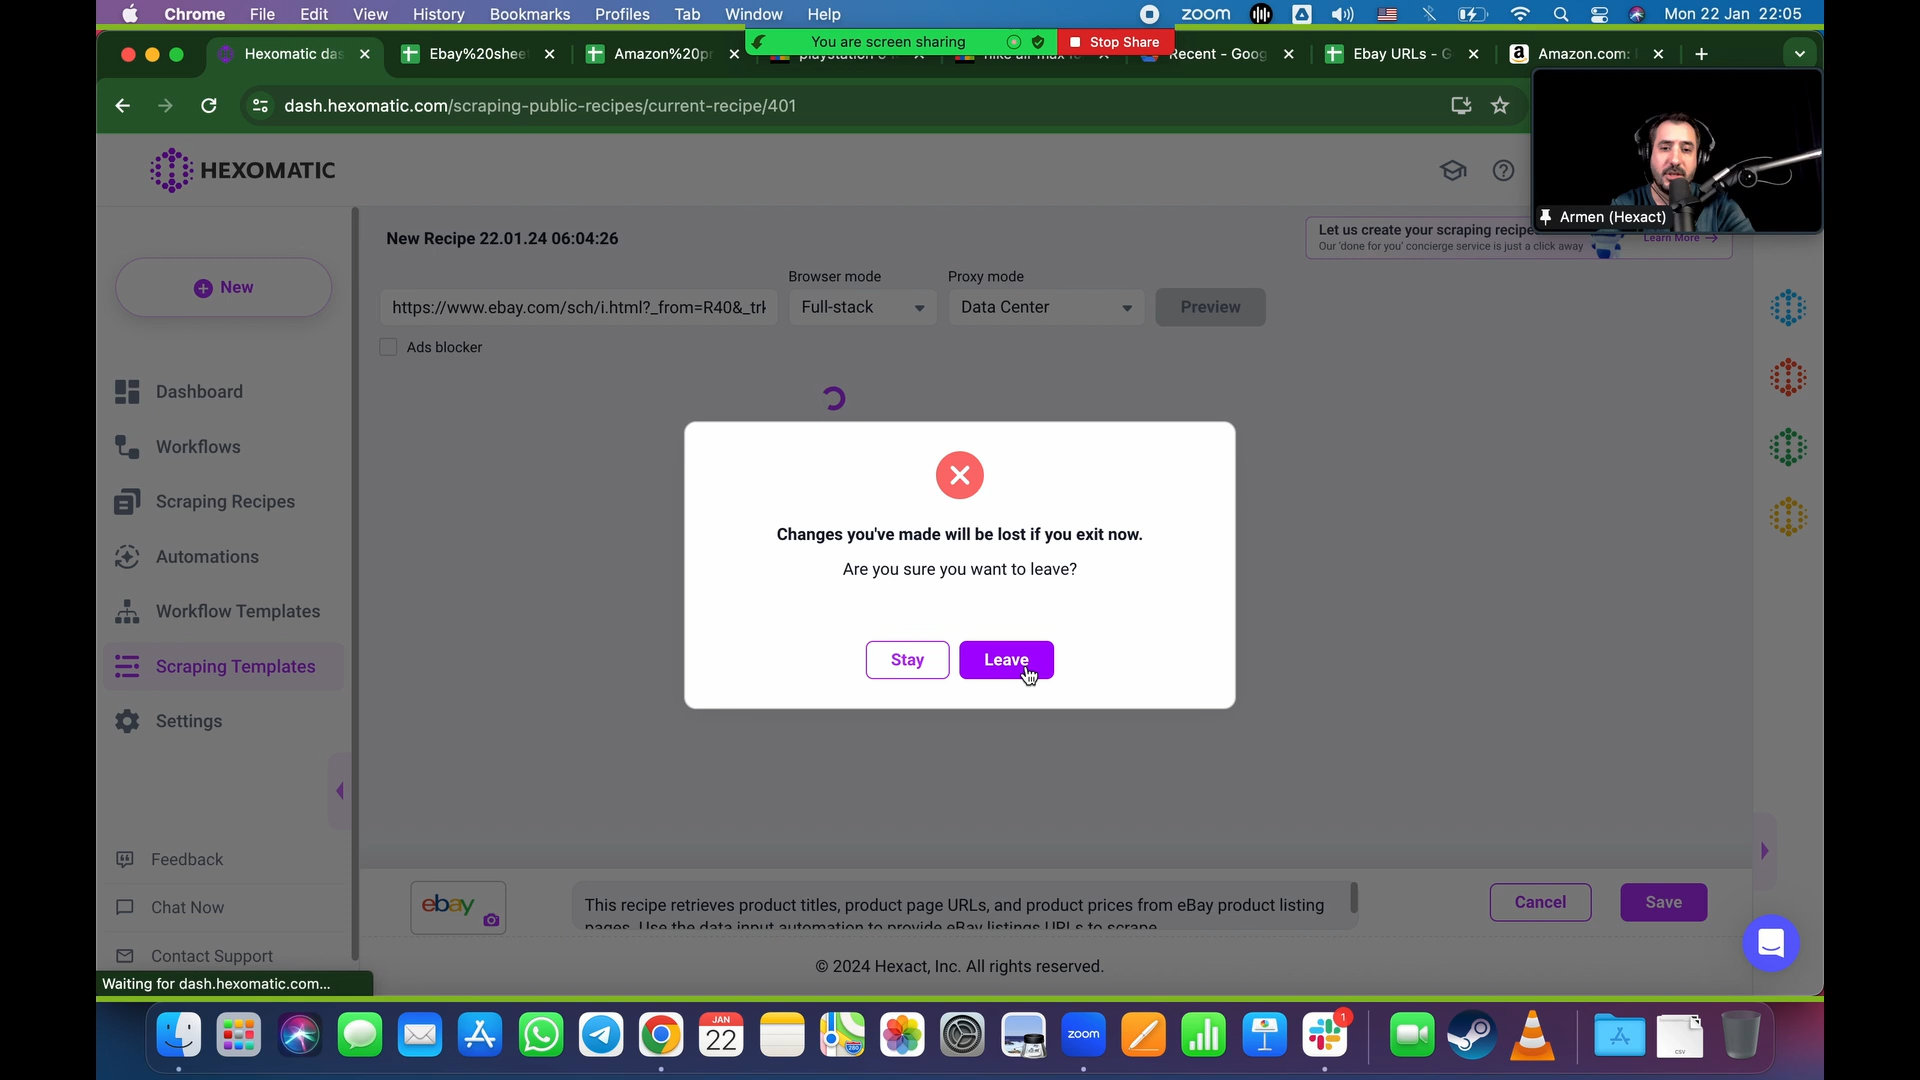 Chrome File Edit View History Bookmarks Profiles Tab Window Help
zoom
Mon 22 Jan 22:05
You are screen sharing
Stop Share
Hexomatic das
Ebay%20shee
Amazon%20p
Recent - Goog
Ebay URLs - G
Amazon.com:
dash.hexomatic.com/scraping-public-recipes/current-recipe/401
Armen (Hexact)
HEXOMATIC
New Recipe 22.01.24 06:04:26
Let us create your scraping recipe
Our 'done for you' concierge service is just a click away
Learn More
New
Browser mode
Proxy mode
https://www.ebay.com/sch/i.html?_from=R40&_trk
Full-stack
Data Center
Preview
Ads blocker
Dashboard
Workflows
Scraping Recipes
Automations
Workflow Templates
Scraping Templates
Settings
Changes you've made will be lost if you exit now.
Are you sure you want to leave?
Stay
Leave
Feedback
Chat Now
Contact Support
ebay
This recipe retrieves product titles, product page URLs, and product prices from eBay product listing
pages. Use the data input automation to provide eBay listings URLs to scrape
Cancel
Save
© 2024 Hexact, Inc. All rights reserved.
Waiting for dash.hexomatic.com...
JAN
22
zoom
1
CSV